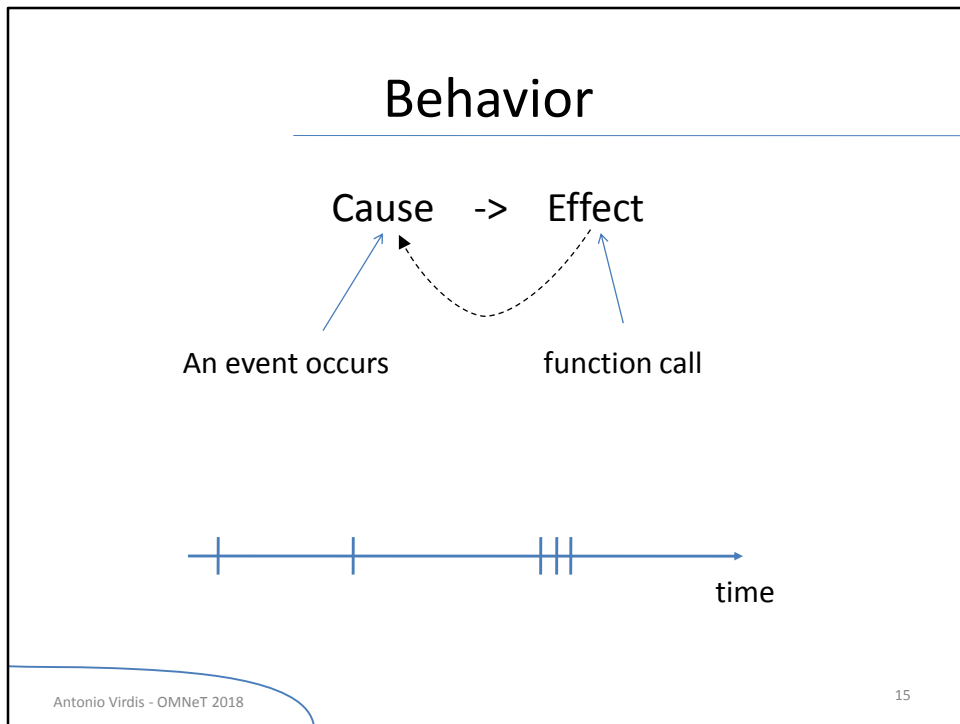 Behavior
Cause -> Effect
An event occurs function call
time
Antonio Virdis - OMNeT 2018 15